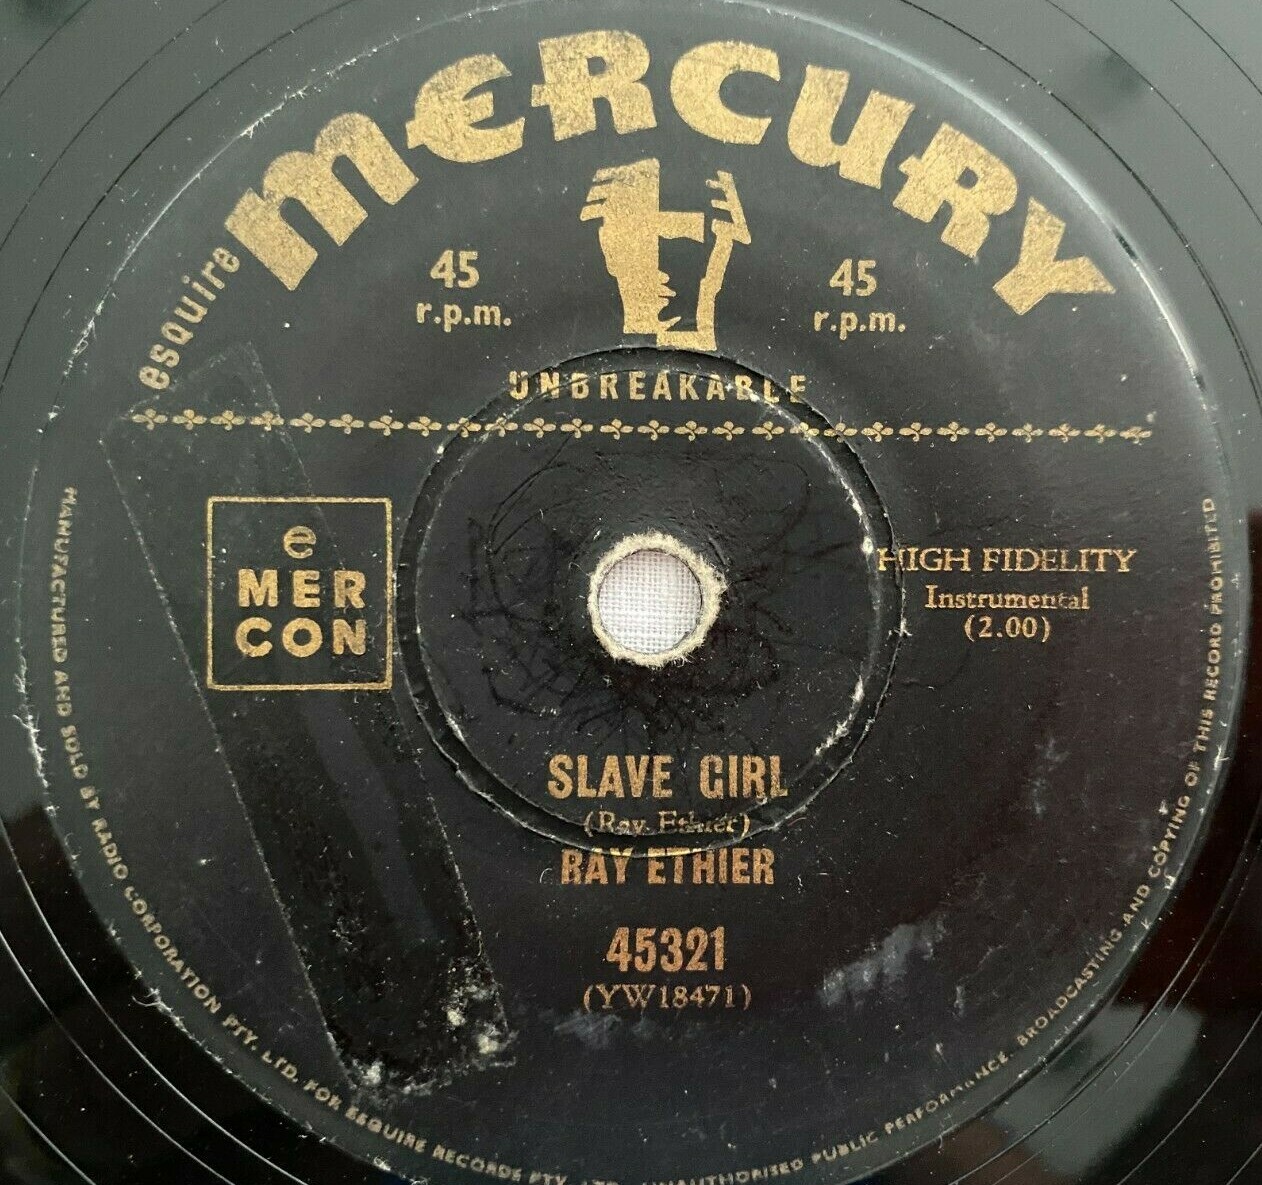 esquire MERCURY
45 r.p.m.
45 r.p.m.
UNBREAKABLE
e
MER
CON
HIGH FIDELITY
Instrumental
(2.00)
SLAVE GIRL
(Ray. Ethier)
RAY ETHIER
45321
(YW18471)
MANUFACTURED AND SOLD BY RADIO CORPORATION PTY. LTD. FOR ESQUIRE RECORDS PTY. LTD. UNAUTHORISED PUBLIC PERFORMANCE. BROADCASTING AND COPYING OF THIS RECORD PROHIBITED